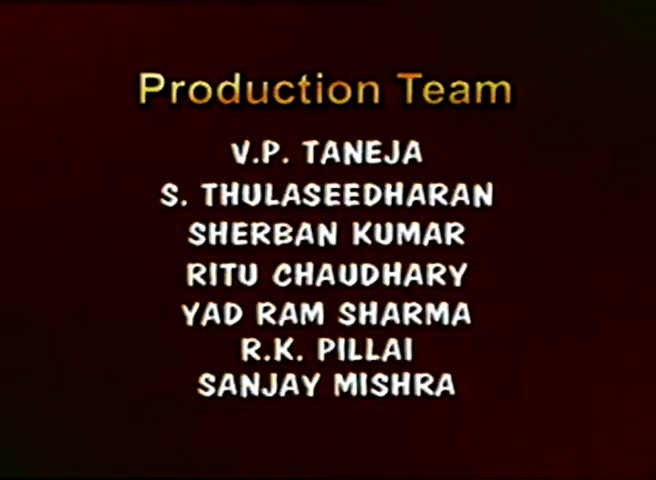 Production Team
V.P. TANEJA
S. THULASEEDHARAN
SHERBAN KUMAR
RITU CHAUDHARY
YAD RAM SHARMA
R.K. PILLAI
SANJAY MISHRA